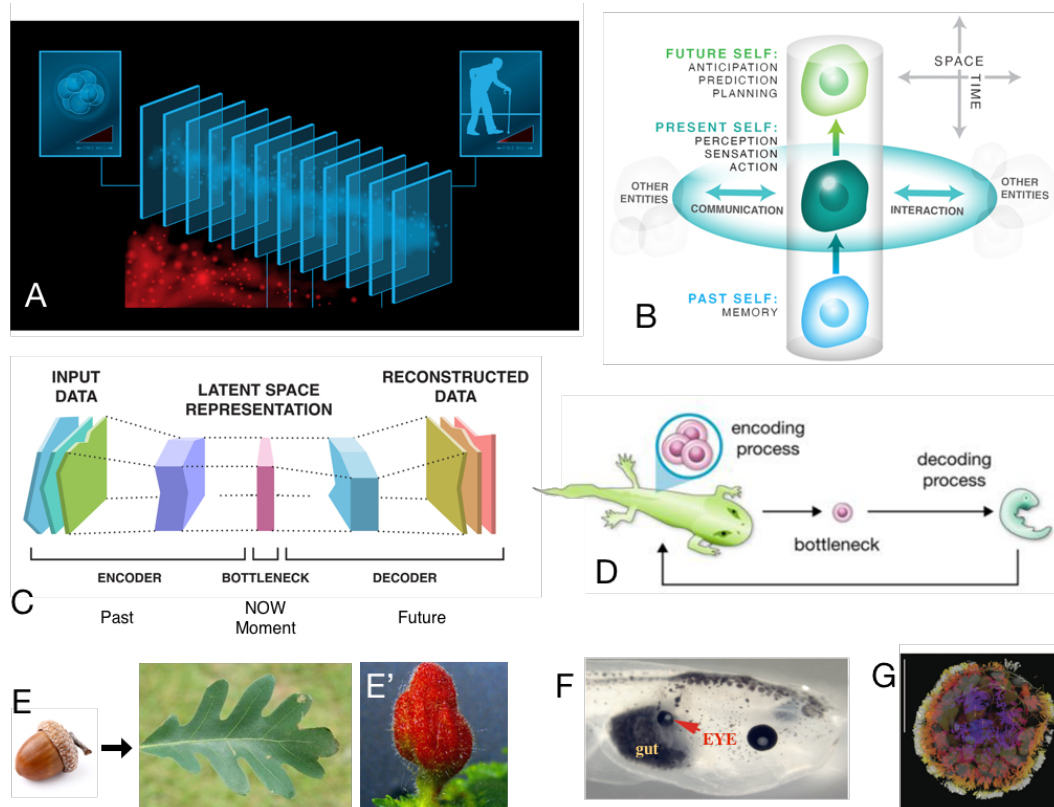 A
B
FUTURE SELF:
ANTICIPATION
PREDICTION
PLANNING
SPACE
TIME
PRESENT SELF:
PERCEPTION
SENSATION
ACTION
OTHER
ENTITIES
COMMUNICATION
INTERACTION
OTHER
ENTITIES
PAST SELF:
MEMORY
C
INPUT
DATA
LATENT SPACE
REPRESENTATION
RECONSTRUCTED
DATA
ENCODER
BOTTLENECK
DECODER
Past
NOW
Moment
Future
D
encoding
process
decoding
process
bottleneck
E
E'
F
gut
EYE
G